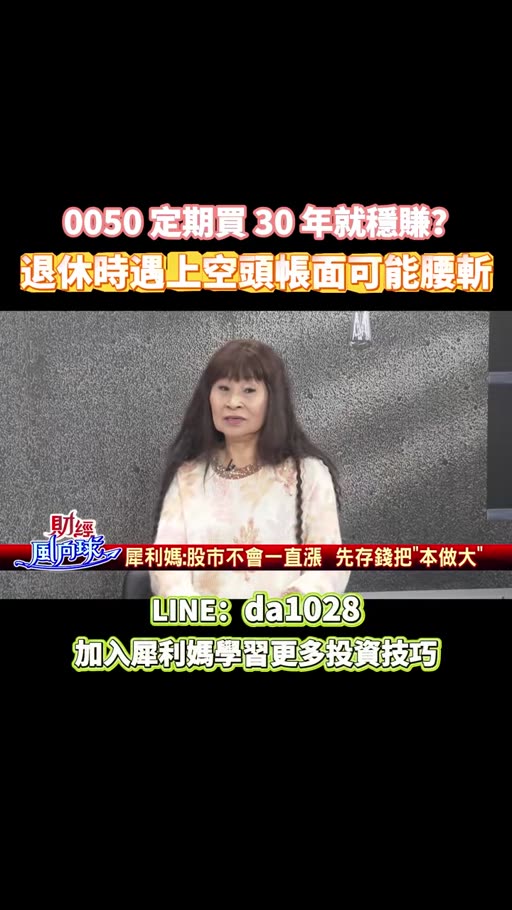 0050 定期買 30 年就穩賺?
退休時遇上空頭帳面可能腰斬
財經
風向球
犀利媽:股市不會一直漲 先存錢把"本做大"
LINE：da1028
加入犀利媽學習更多投資技巧